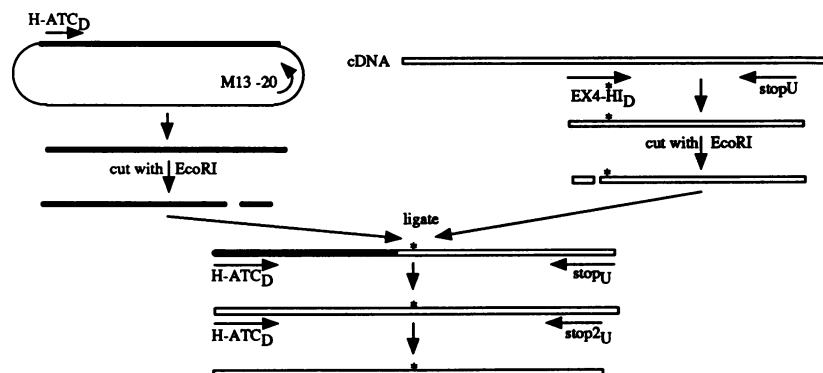 H-ATCD
M13 -20
cDNA
EX4-HID
stopU
*
*
cut with EcoRI
cut with EcoRI
*
ligate
*
H-ATCD
stopU
*
H-ATCD
stop2U
*